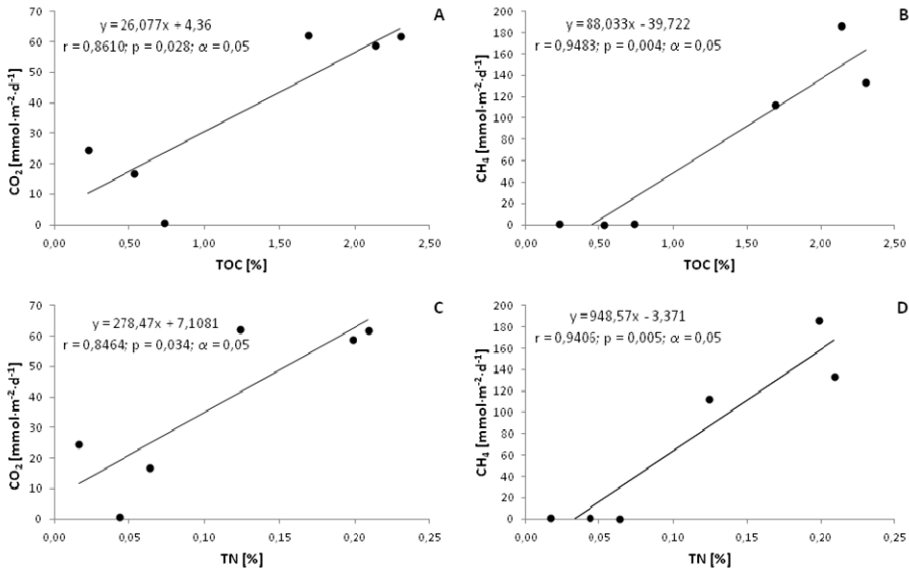 A
y = 26,077x + 4,36
r = 0,8610; p = 0,028; α = 0,05
CO₂ [mmol·m⁻²·d⁻¹]
70
60
50
40
30
20
10
0
0,00 0,50 1,00 1,50 2,00 2,50
TOC [%]
B
y = 88,033x - 39,722
r = 0,9483; p = 0,004; α = 0,05
CH₄ [mmol·m⁻²·d⁻¹]
200
180
160
140
120
100
80
60
40
20
0
0,00 0,50 1,00 1,50 2,00 2,50
TOC [%]
C
y = 278,47x + 7,1081
r = 0,8464; p = 0,034; α = 0,05
CO₂ [mmol·m⁻²·d⁻¹]
70
60
50
40
30
20
10
0
0,00 0,05 0,10 0,15 0,20 0,25
TN [%]
D
y = 948,57x - 3,371
r = 0,9406; p = 0,005; α = 0,05
CH₄ [mmol·m⁻²·d⁻¹]
200
180
160
140
120
100
80
60
40
20
0
0,00 0,05 0,10 0,15 0,20 0,25
TN [%]